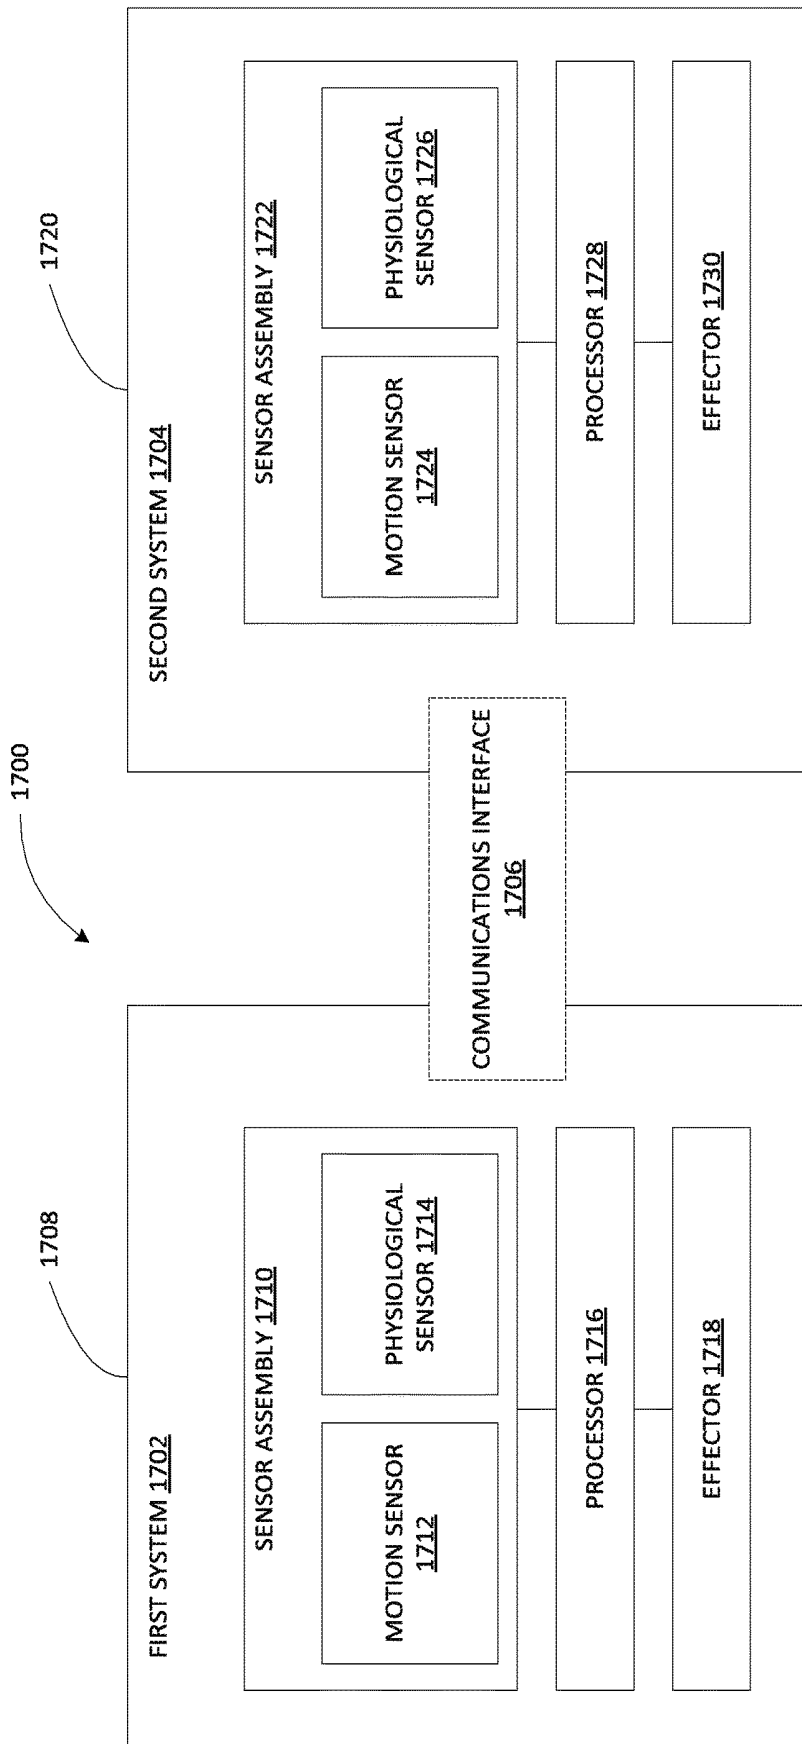 1700
1708
FIRST SYSTEM 1702
SENSOR ASSEMBLY 1710
MOTION SENSOR
1712
PHYSIOLOGICAL
SENSOR 1714
PROCESSOR 1716
EFFECTOR 1718
COMMUNICATIONS INTERFACE
1706
1720
SECOND SYSTEM 1704
SENSOR ASSEMBLY 1722
MOTION SENSOR
1724
PHYSIOLOGICAL
SENSOR 1726
PROCESSOR 1728
EFFECTOR 1730